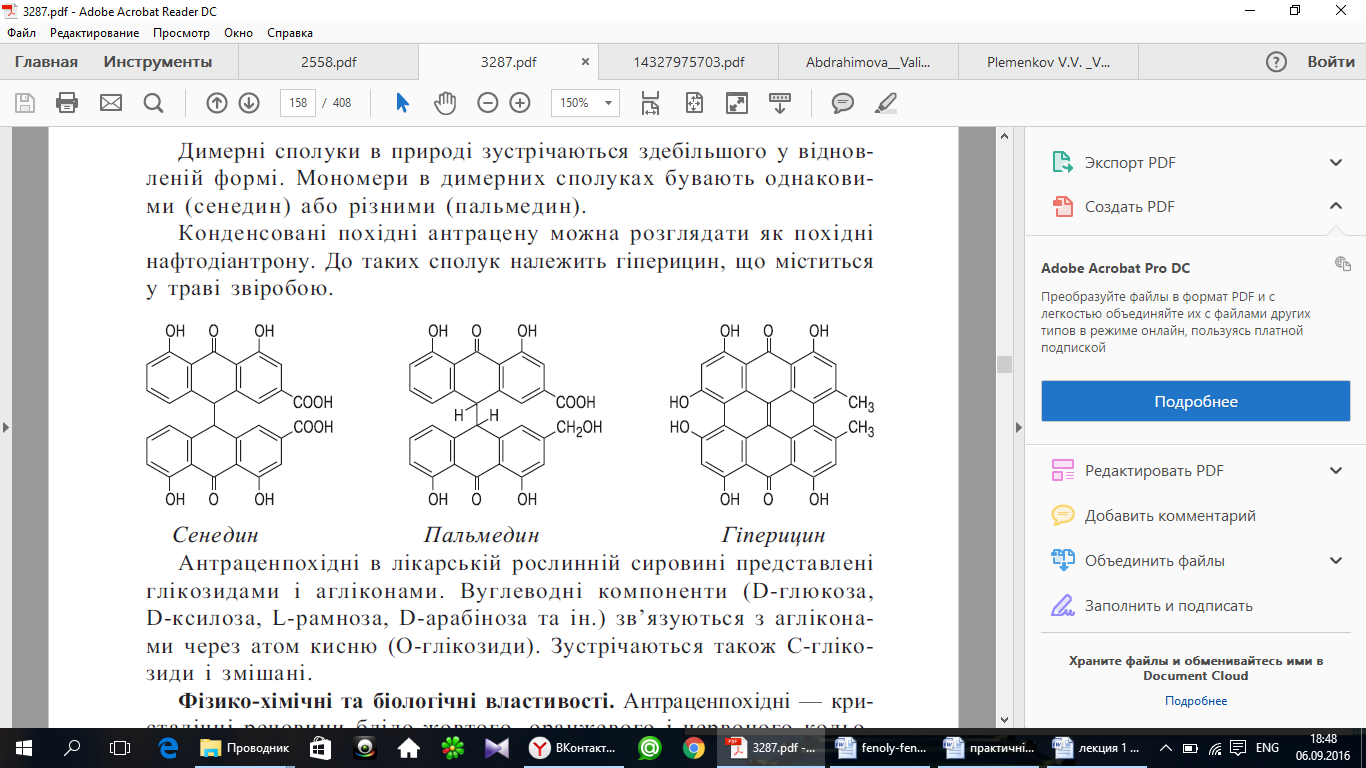 3287.pdf - Adobe Acrobat Reader DC
Файл Редактирование Просмотр Окно Справка
Главная Инструменты 2558.pdf 3287.pdf × 14327975703.pdf Abdrahimova__Vali... Plemenkov V.V. _V... ? Войти
158 / 408 150%
Димерні сполуки в природі зустрічаються здебільшого у віднов-
леній формі. Мономери в димерних сполуках бувають однакови-
ми (сенедин) або різними (пальмедин).
Конденсовані похідні антрацену можна розглядати як похідні
нафтодіантрону. До таких сполук належить гіперицин, що міститься
у траві звіробою.
OH O OH OH O OH OH O OH
COOH H COOH HO CH3
COOH H CH2OH HO CH3
OH O OH OH O OH OH O OH
Сенедин Пальмедин Гіперицин
Антраценпохідні в лікарській рослинній сировині представлені
глікозидами і агліконами. Вуглеводні компоненти (D-глюкоза,
D-ксилоза, L-рамноза, D-арабіноза та ін.) зв’язуються з аглікона-
ми через атом кисню (О-глікозиди). Зустрічаються також С-гліко-
зиди і змішані.
Фізико-хімічні та біологічні властивості. Антраценпохідні — кри-
Экспорт PDF
Создать PDF
Adobe Acrobat Pro DC
Преобразуйте файлы в формат PDF и с
легкостью объединяйте их с файлами других
типов в режиме онлайн, пользуясь платной
подпиской
Подробнее
Редактировать PDF
Добавить комментарий
Объединить файлы
Заполнить и подписать
Храните файлы и обменивайтесь ими в
Document Cloud
Подробнее
Проводник ВКонтакт... 3287.pdf -... fenoly-fen... практичні... лекция 1 ... ENG 18:48
06.09.2016